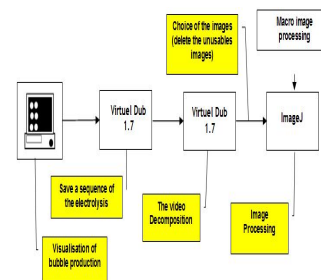 Choice of the images
(delete the unusables
images)
Macro image
processing
Virtuel Dub
1.7
Virtuel Dub
1.7
ImageJ
Save a sequence of
the electrolysis
The video
Decomposition
Image
Processing
Visualisation of
bubble production